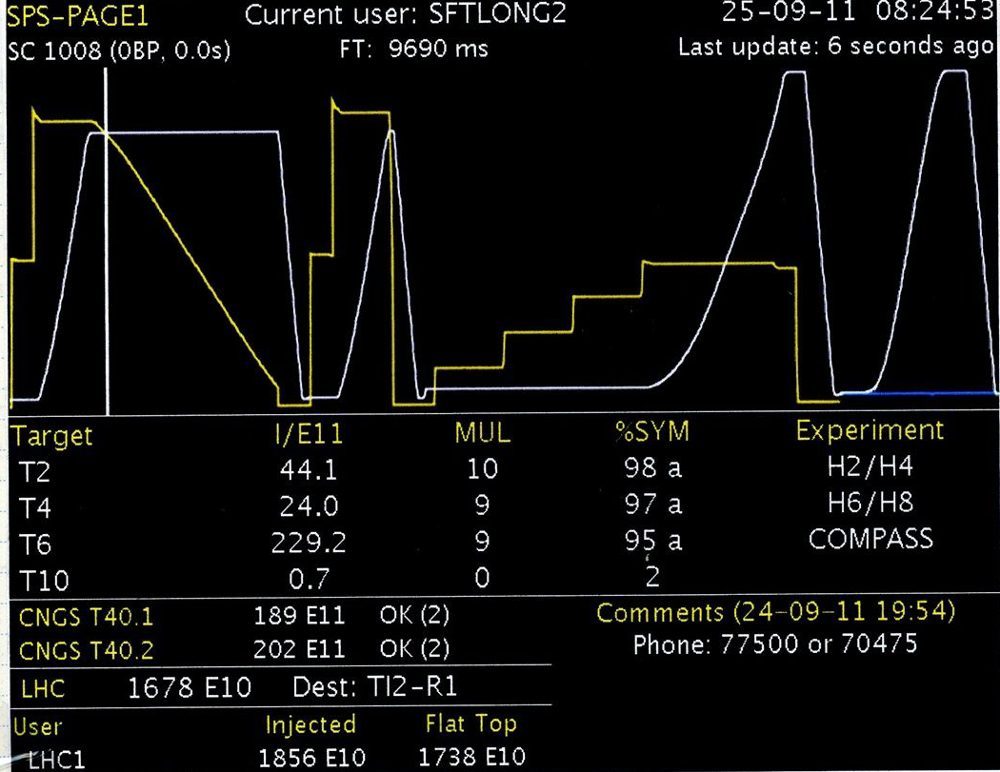 SPS-PAGE1 Current user: SFTLONG2 25-09-11 08:24:53
SC 1008 (0BP, 0.0s) FT: 9690 ms Last update: 6 seconds ago
Target I/E11 MUL %SYM Experiment
T2 44.1 10 98 a H2/H4
T4 24.0 9 97 a H6/H8
T6 229.2 9 95 a COMPASS
T10 0.7 0 2
CNGS T40.1 189 E11 OK (2) Comments (24-09-11 19:54)
CNGS T40.2 202 E11 OK (2) Phone: 77500 or 70475
LHC 1678 E10 Dest: TI2-R1
User Injected Flat Top
LHC1 1856 E10 1738 E10